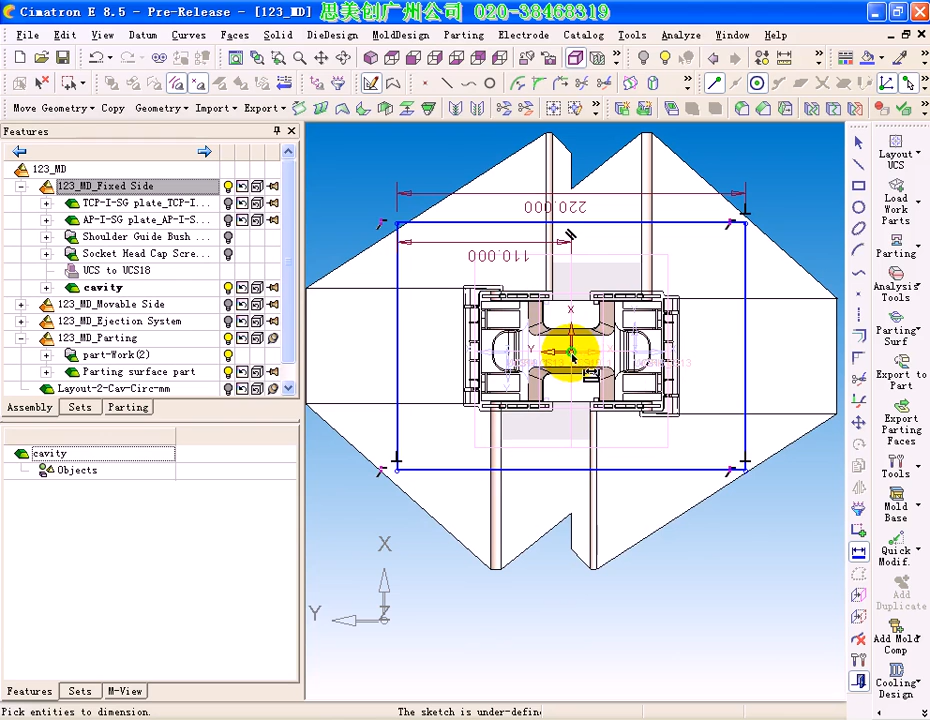 Cimatron E 8.5 - Pre-Release - [123_MD] 思美创广州公司 020-38468319
File Edit View Datum Curves Faces Solid DieDesign MoldDesign Parting Electrode Catalog Tools Analyze Window Help
Move Geometry Copy Geometry Import Export
Features
123_MD
123_MD_Fixed Side
TCP-I-SG plate_TCP-I...
AP-I-SG plate_AP-I-S...
Shoulder Guide Bush ...
Socket Head Cap Scre...
UCS to UCS18
cavity
123_MD_Movable Side
123_MD_Ejection System
123_MD_Parting
part-Work(2)
Parting surface part
Layout-2-Cav-Circ-mm
Assembly Sets Parting
cavity
Objects
Features Sets M-View
220.000
110.000
X
Y
X
Y
Z
Layout UCS
Load Work Parts
Parting
Analysis Tools
Parting Surf
Export to Part
Export Parting Faces
Tools
Mold Base
Quick Modif.
Add Duplicate
Add Mold Comp
Cooling Design
Pick entities to dimension.
The sketch is under-defin